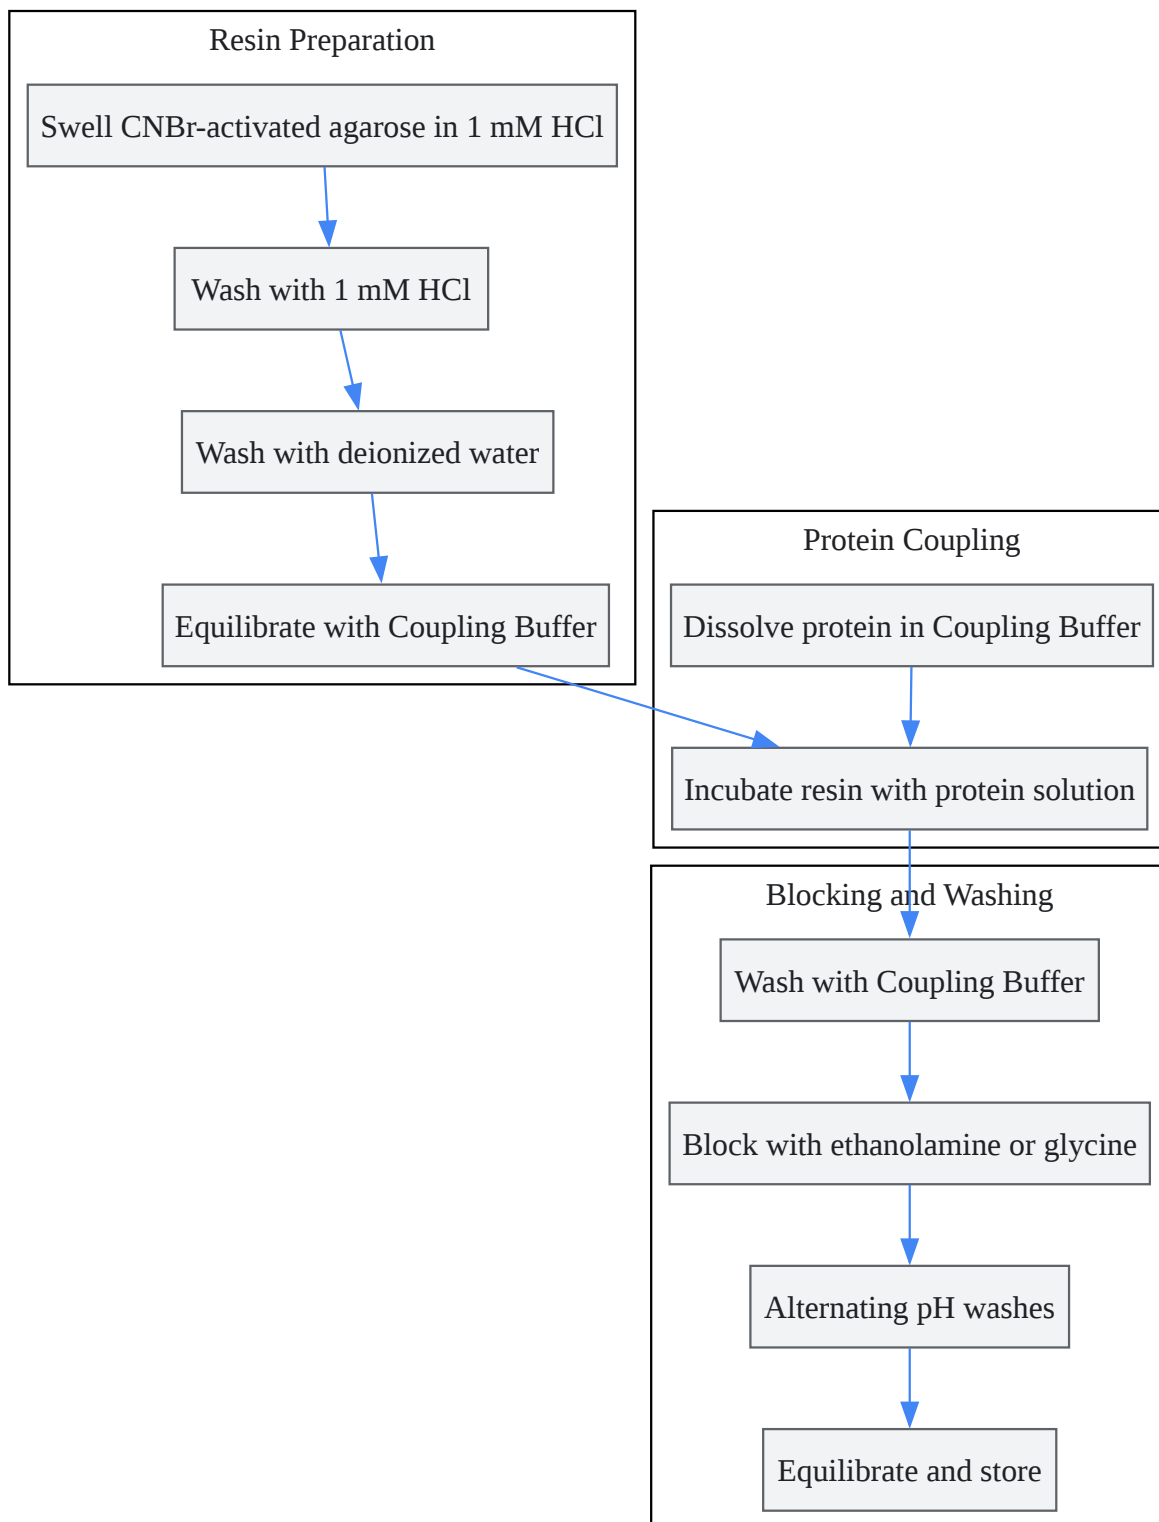 Resin Preparation
Swell CNBr-activated agarose in 1 mM HCl
Wash with 1 mM HCl
Wash with deionized water
Equilibrate with Coupling Buffer
Protein Coupling
Dissolve protein in Coupling Buffer
Incubate resin with protein solution
Blocking and Washing
Wash with Coupling Buffer
Block with ethanolamine or glycine
Alternating pH washes
Equilibrate and store